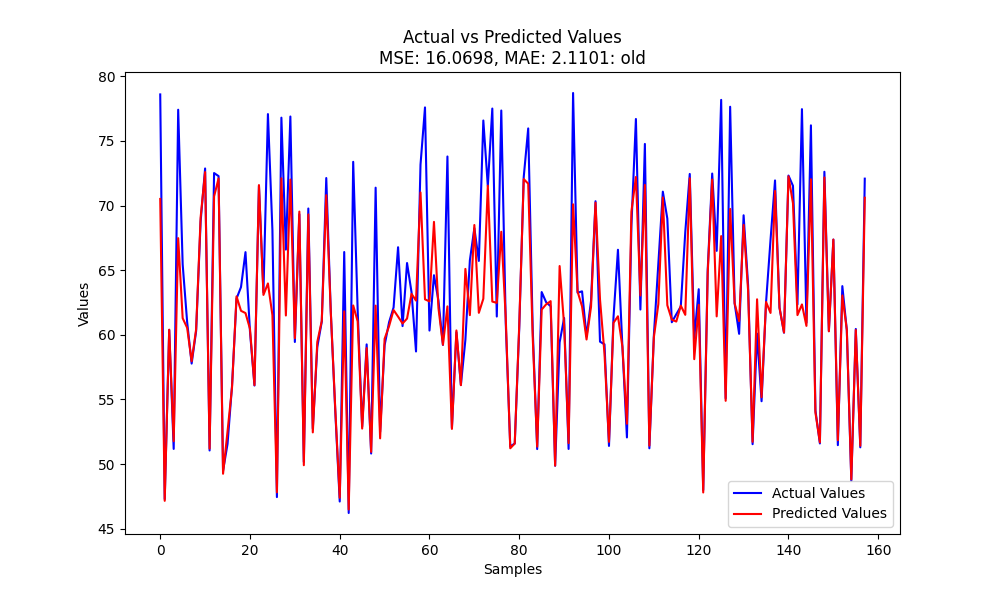 Actual vs Predicted Values
MSE: 16.0698, MAE: 2.1101: old
Values
80
75
70
65
60
55
50
45
0 20 40 60 80 100 120 140 160
Samples
Actual Values
Predicted Values